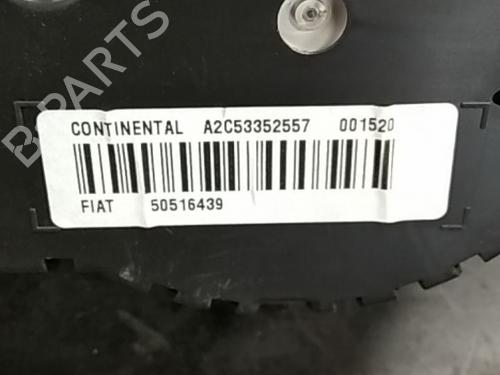 CONTINENTAL A2C53352557 001520
FIAT 50516439
B-PARTS